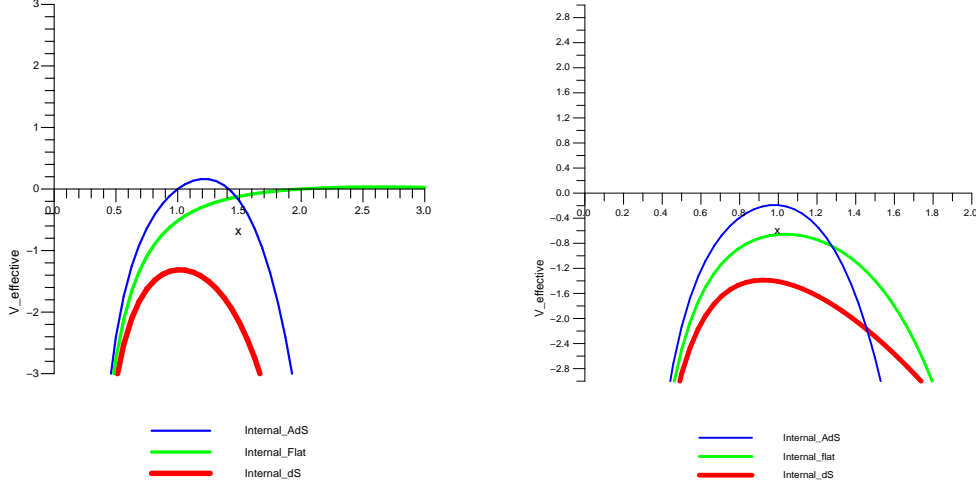 3
2
1
0
−1
−2
−3
0.0 0.5 1.0 1.5 2.0 2.5 3.0
x
V_effective
Internal_AdS
Internal_Flat
Internal_dS
2.8
2.4
2.0
1.6
1.2
0.8
0.4
0.0
−0.4
−0.8
−1.2
−1.6
−2.0
−2.4
−2.8
0.0 0.2 0.4 0.6 0.8 1.0 1.2 1.4 1.6 1.8 2.0
x
V_effective
Internal_AdS
Internal_flat
Internal_dS